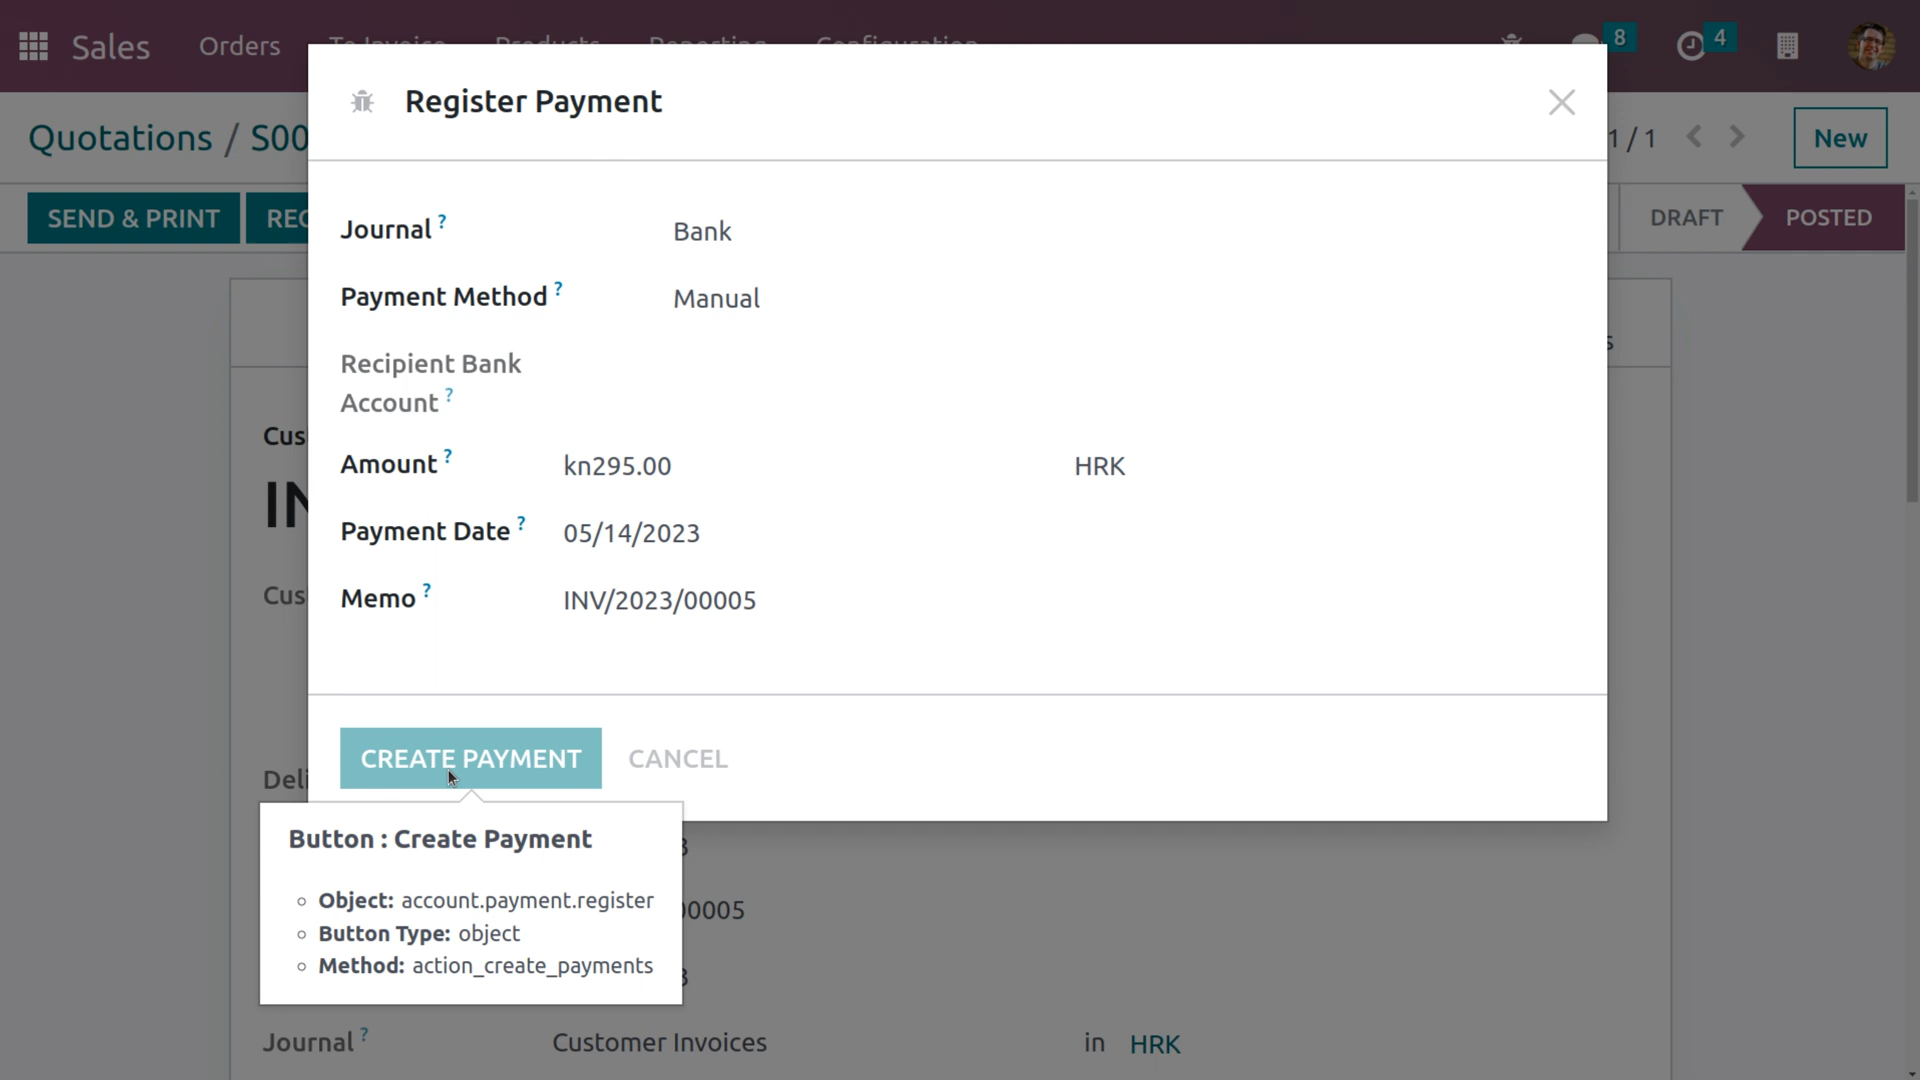 Sales Orders 8 4
Register Payment
Quotations / S00 1 / 1 New
SEND & PRINT DRAFT POSTED
Journal ? Bank
Payment Method ? Manual
Recipient Bank
Account ?
Amount ? kn295.00 HRK
Payment Date ? 05/14/2023
Memo ? INV/2023/00005
CREATE PAYMENT CANCEL
Button : Create Payment
Object: account.payment.register
Button Type: object
Method: action_create_payments
0005
Journal ? Customer Invoices in HRK